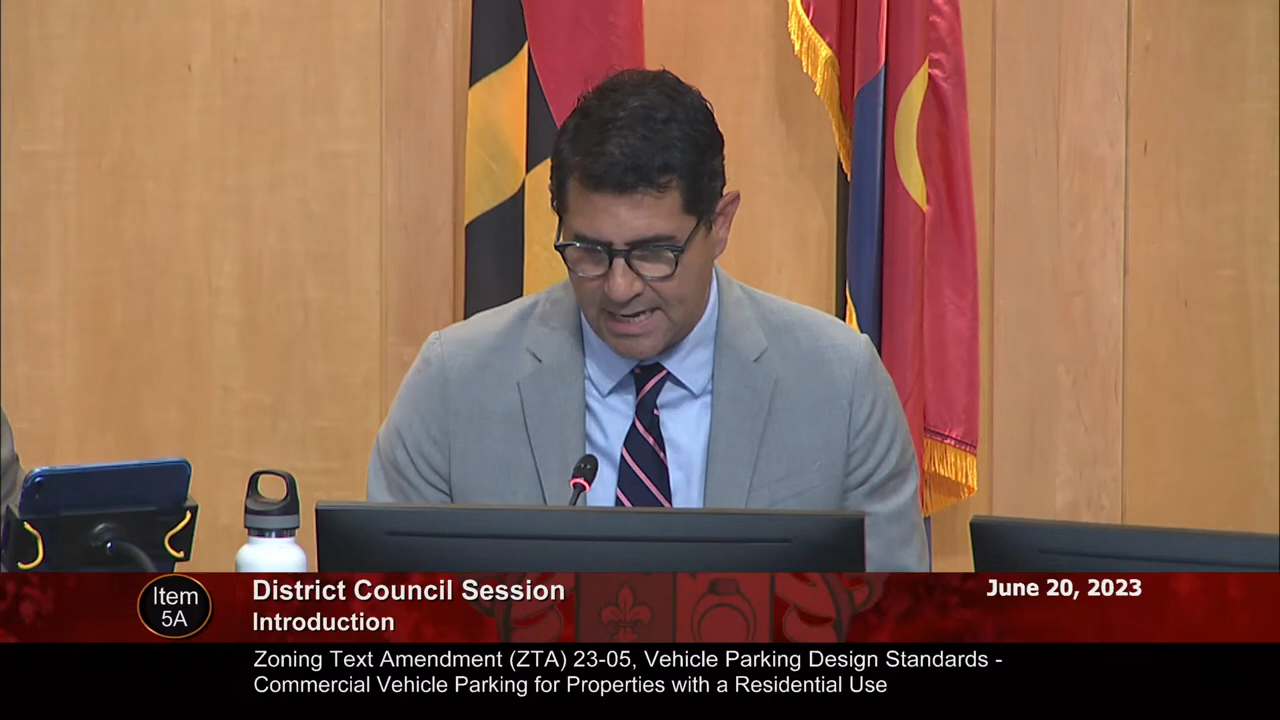 Item
5A
District Council Session
Introduction
June 20, 2023
Zoning Text Amendment (ZTA) 23-05, Vehicle Parking Design Standards -
Commercial Vehicle Parking for Properties with a Residential Use